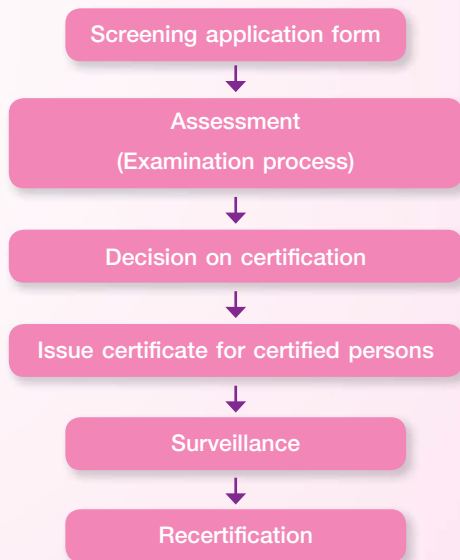 Screening application form
Assessment
(Examination process)
Decision on certification
Issue certificate for certified persons
Surveillance
Recertification